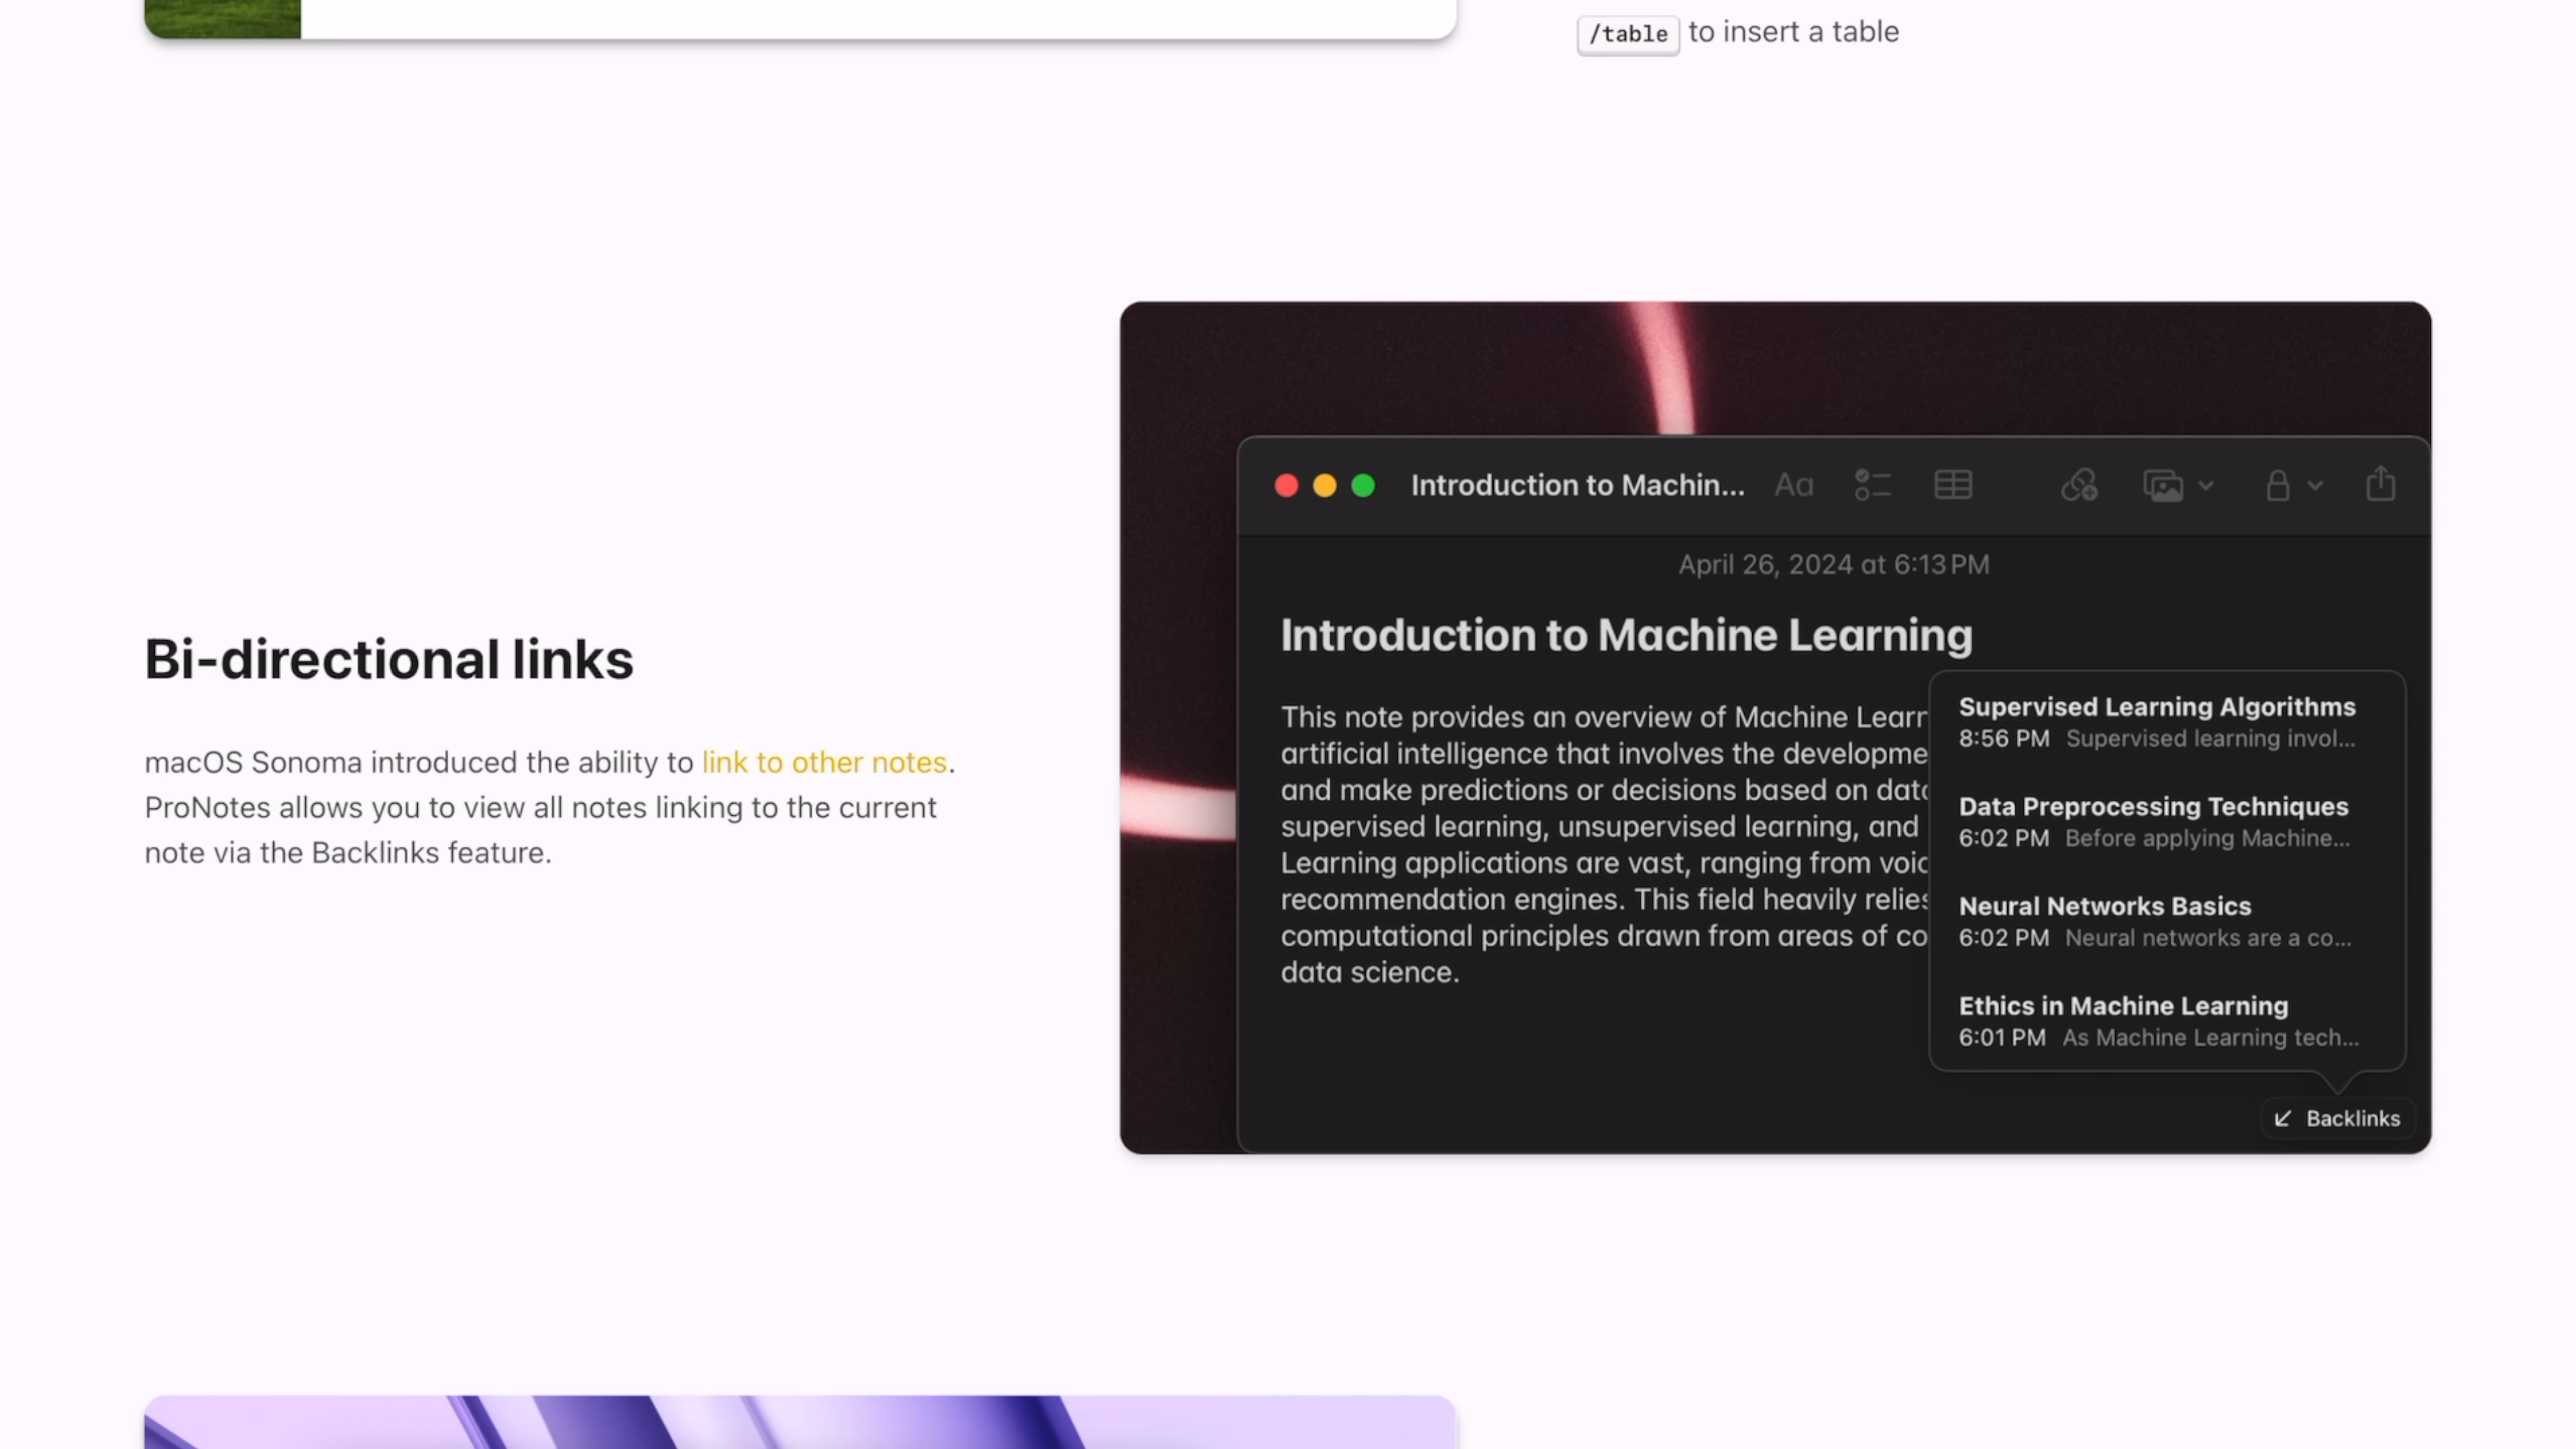 /table to insert a table
Bi-directional links
macOS Sonoma introduced the ability to link to other notes.
ProNotes allows you to view all notes linking to the current
note via the Backlinks feature.
Introduction to Machin...
Aa
April 26, 2024 at 6:13 PM
Introduction to Machine Learning
This note provides an overview of Machine Learn
artificial intelligence that involves the developme
and make predictions or decisions based on data
supervised learning, unsupervised learning, and
Learning applications are vast, ranging from voic
recommendation engines. This field heavily relies
computational principles drawn from areas of co
data science.
Supervised Learning Algorithms
8:56 PM Supervised learning invol...
Data Preprocessing Techniques
6:02 PM Before applying Machine...
Neural Networks Basics
6:02 PM Neural networks are a co...
Ethics in Machine Learning
6:01 PM As Machine Learning tech...
Backlinks